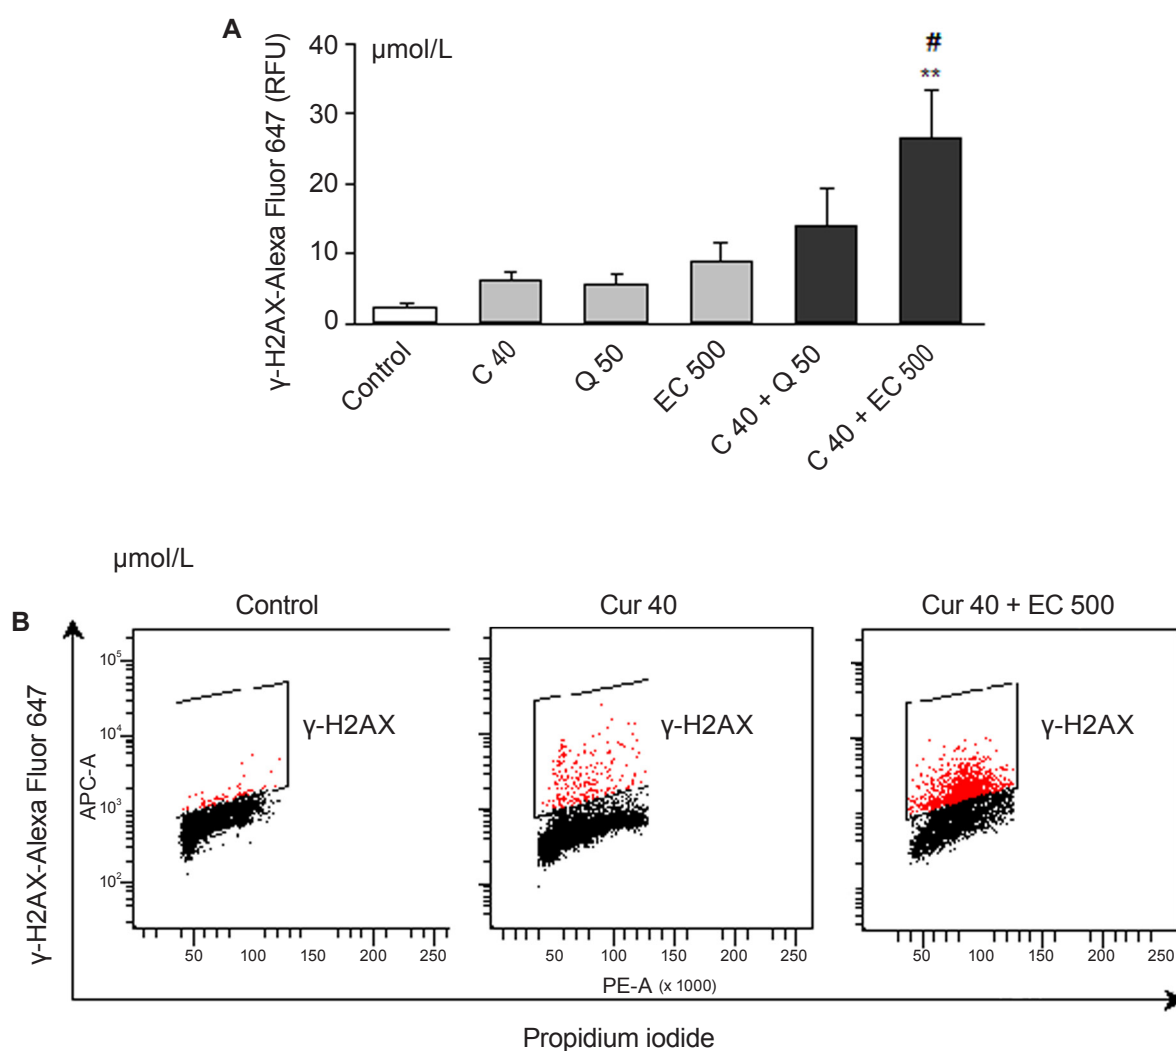 A
γ-H2AX-Alexa Fluor 647 (RFU)
µmol/L
40
30
20
10
0
#
**
Control
C 40
Q 50
EC 500
C 40 + Q 50
C 40 + EC 500
µmol/L
B
Control
Cur 40
Cur 40 + EC 500
γ-H2AX-Alexa Fluor 647
APC-A
10⁵
10⁴
10³
10²
γ-H2AX
γ-H2AX
γ-H2AX
50 100 150 200 250
50 100 150 200 250
50 100 150 200 250
PE-A (x 1000)
Propidium iodide